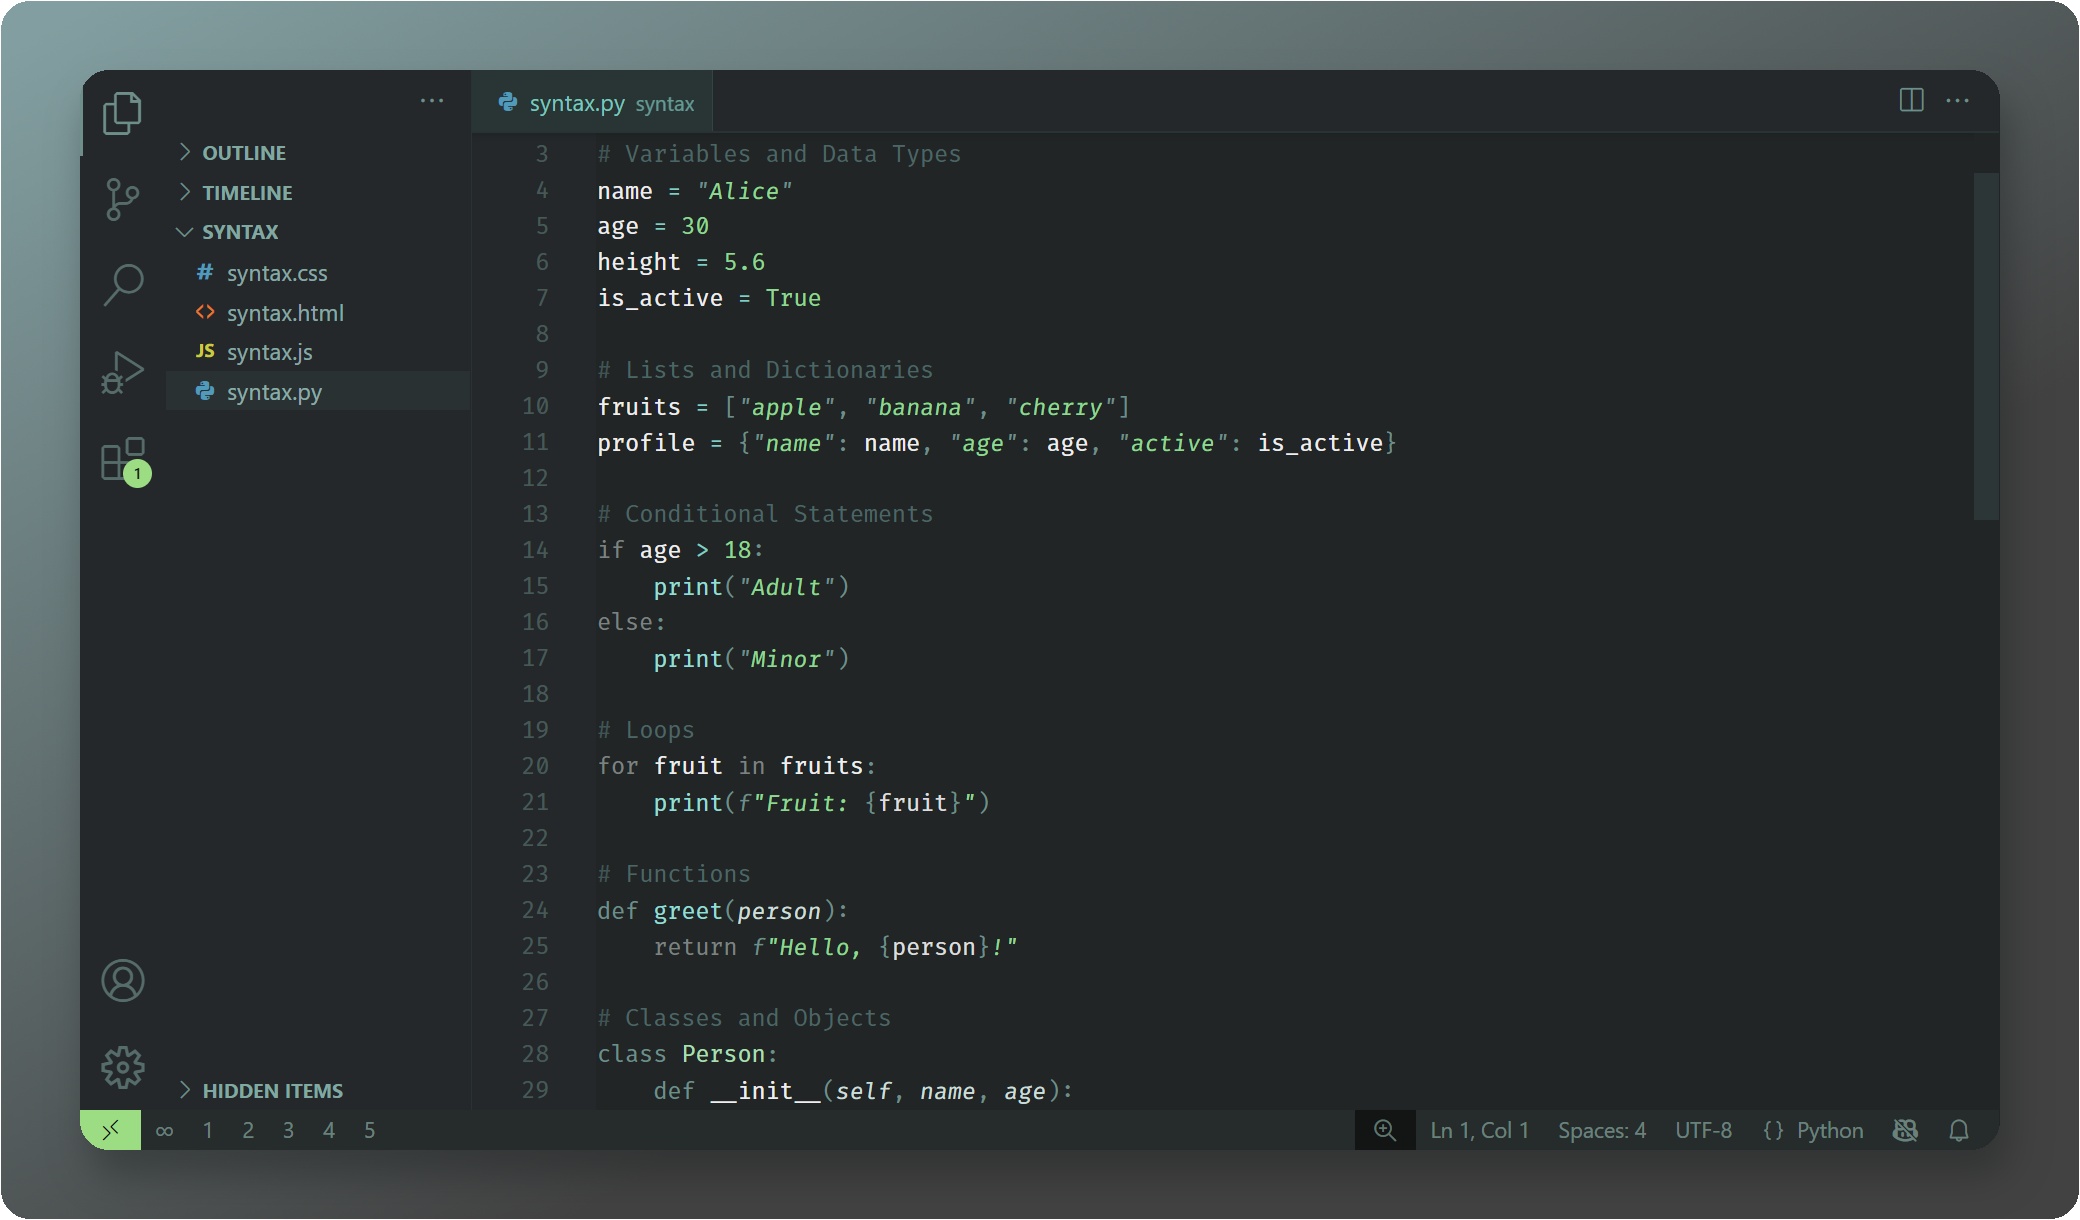 OUTLINE
TIMELINE
SYNTAX
# syntax.css
<> syntax.html
JS syntax.js
syntax.py
1
HIDDEN ITEMS
syntax.py syntax
3 # Variables and Data Types
4 name = "Alice"
5 age = 30
6 height = 5.6
7 is_active = True
8
9 # Lists and Dictionaries
10 fruits = ["apple", "banana", "cherry"]
11 profile = {"name": name, "age": age, "active": is_active}
12
13 # Conditional Statements
14 if age > 18:
15     print("Adult")
16 else:
17     print("Minor")
18
19 # Loops
20 for fruit in fruits:
21     print(f"Fruit: {fruit}")
22
23 # Functions
24 def greet(person):
25     return f"Hello, {person}!"
26
27 # Classes and Objects
28 class Person:
29     def __init__(self, name, age):
∞ 1 2 3 4 5 Ln 1, Col 1 Spaces: 4 UTF-8 {} Python